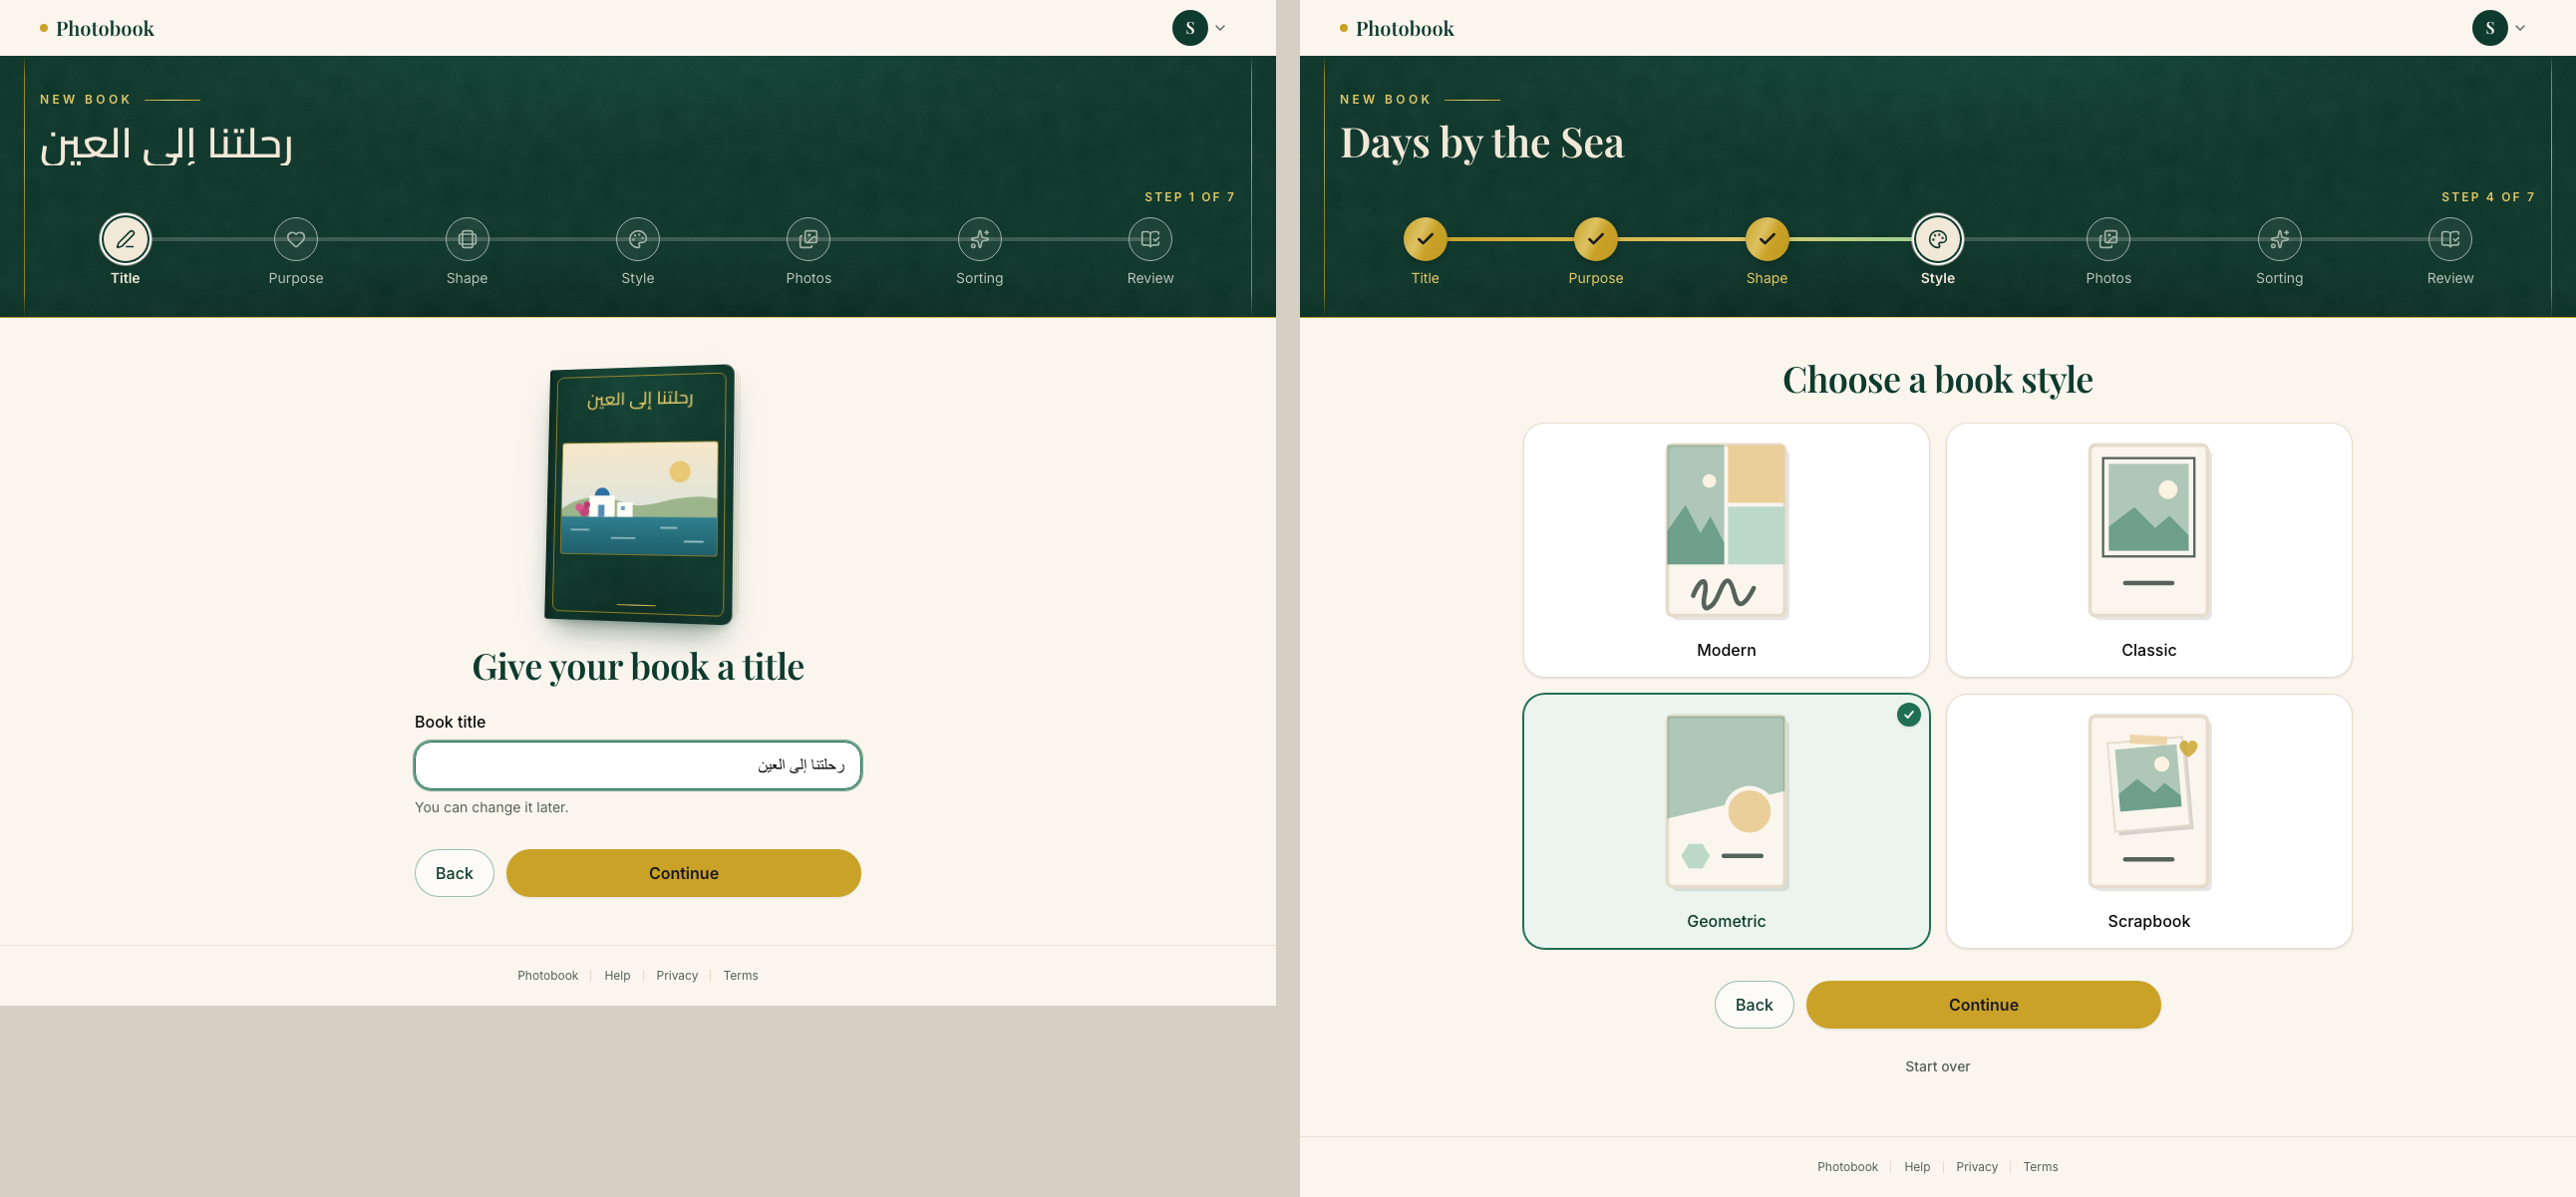 Photobook
S
NEW BOOK
رحلتنا إلى العين
STEP 1 OF 7
Title Purpose Shape Style Photos Sorting Review
رحلتنا إلى العين
Give your book a title
Book title
رحلتنا إلى العين
You can change it later.
Back Continue
Photobook Help Privacy Terms
Photobook
S
NEW BOOK
Days by the Sea
STEP 4 OF 7
Title Purpose Shape Style Photos Sorting Review
Choose a book style
Modern Classic
Geometric Scrapbook
Back Continue
Start over
Photobook Help Privacy Terms